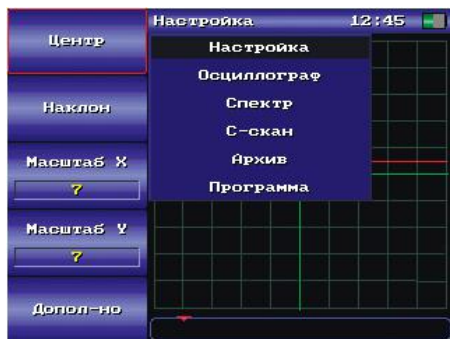 Настройка 12:45
Центр
Наклон
Масштаб X
7
Масштаб Y
7
Допол-но
Настройка
Осциллограф
Спектр
С-скан
Архив
Программа